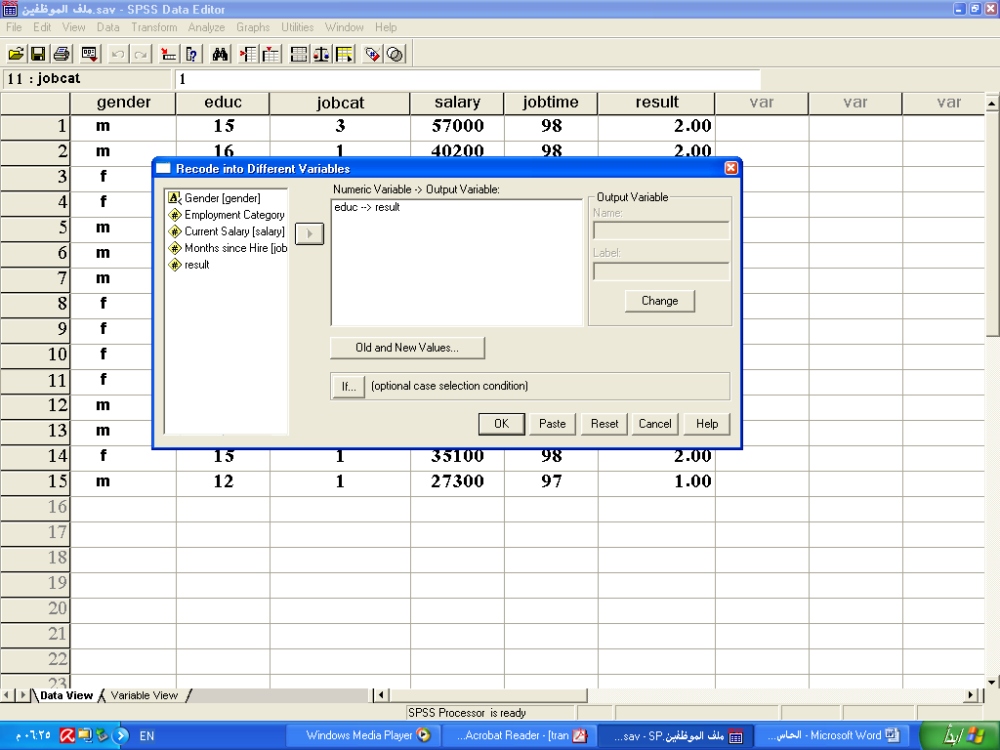 ملف الموظفين.sav - SPSS Data Editor
File Edit View Data Transform Analyze Graphs Utilities Window Help
11 : jobcat 1
gender educ jobcat salary jobtime result var var var
1 m 15 3 57000 98 2.00
2 m 16 1 40200 98 2.00
3 f
4 f
5 m
6 m
7 m
8 f
9 f
10 f
11 f
12 m
13 m
14 f 15 1 35100 98 2.00
15 m 12 1 27300 97 1.00
16
17
18
19
20
21
22
23
Recode into Different Variables
Gender [gender]
Employment Category
Current Salary [salary]
Months since Hire [job
result
Numeric Variable -> Output Variable:
educ --> result
Output Variable
Name:
Label:
Change
Old and New Values...
If... (optional case selection condition)
OK Paste Reset Cancel Help
Data View Variable View
SPSS Processor is ready
٠٦:٢٥ م EN Windows Media Player ...Acrobat Reader - [tran ...sav - SP.ملف الموظفين ...الحاس - Microsoft Word ابدأ